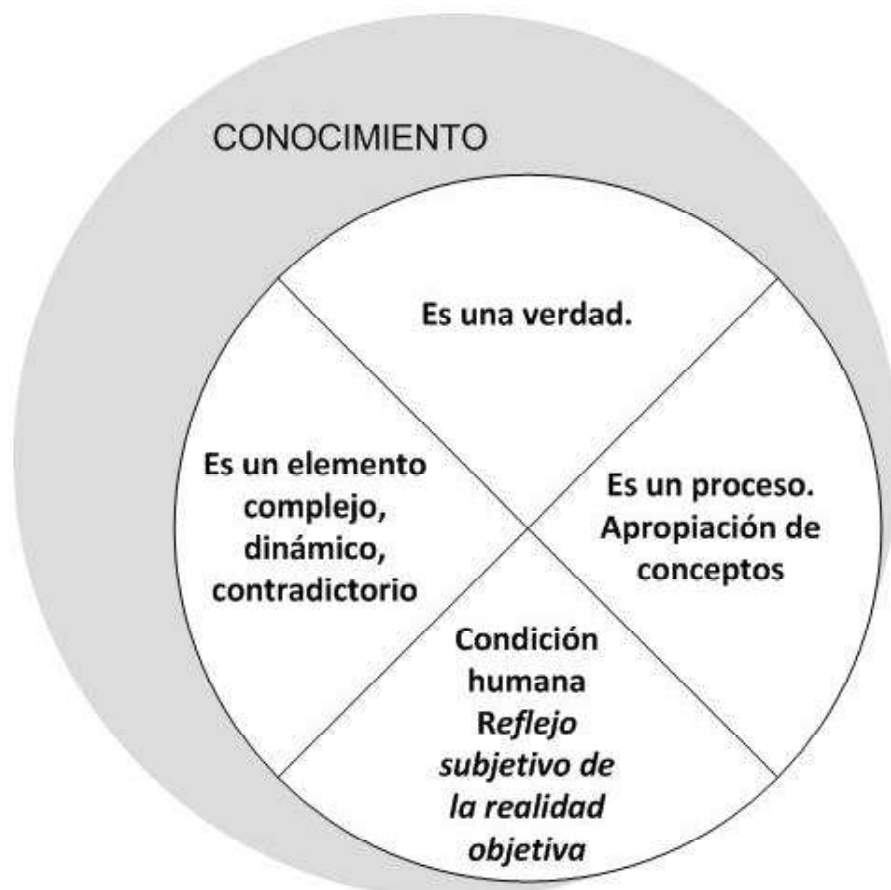 CONOCIMIENTO
Es una verdad.
Es un elemento
complejo,
dinámico,
contradictorio
Es un proceso.
Apropiación de
conceptos
Condición
humana
Reflejo
subjetivo de
la realidad
objetiva